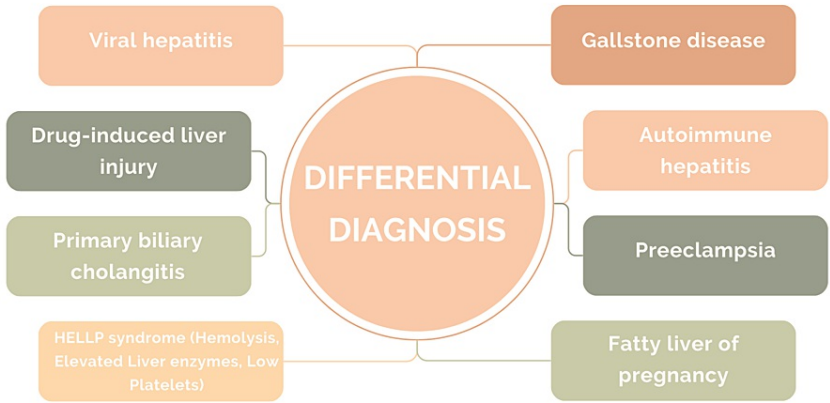 Viral hepatitis
Gallstone disease
Drug-induced liver
injury
Autoimmune
hepatitis
DIFFERENTIAL
DIAGNOSIS
Primary biliary
cholangitis
Preeclampsia
HELLP syndrome (Hemolysis,
Elevated Liver enzymes, Low
Platelets)
Fatty liver of
pregnancy